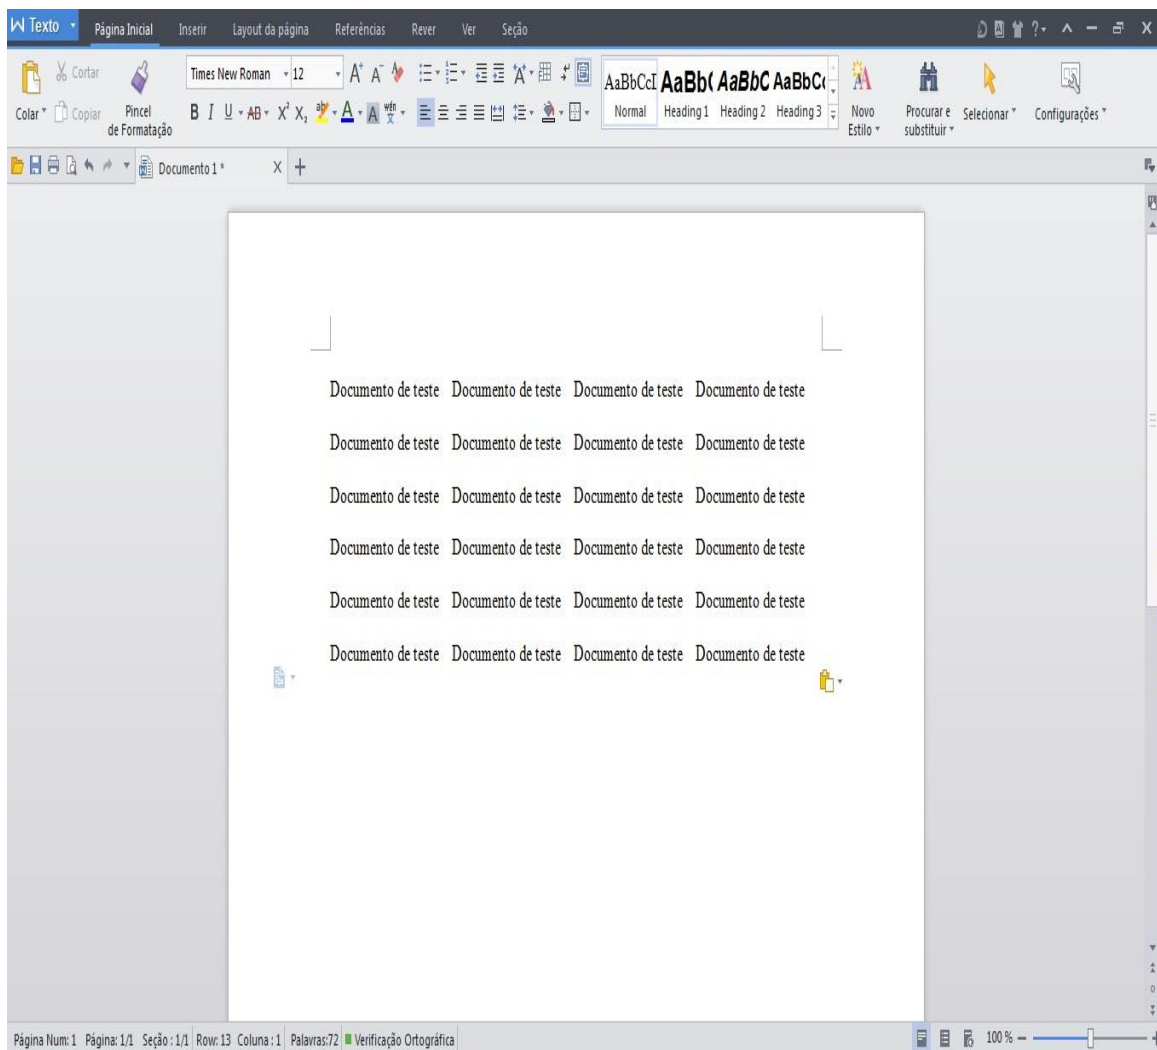 W Texto
Página Inicial Inserir Layout da página Referências Rever Ver Seção
Colar Cortar Copiar Pincel de Formatação
Times New Roman 12
B I U AB X² X₂ ab A A wén
AaBbCcI AaBb( AaBbC AaBbC(
Normal Heading 1 Heading 2 Heading 3
Novo Estilo Procurar e substituir Selecionar Configurações
Documento 1 * X +
Documento de teste Documento de teste Documento de teste Documento de teste
Documento de teste Documento de teste Documento de teste Documento de teste
Documento de teste Documento de teste Documento de teste Documento de teste
Documento de teste Documento de teste Documento de teste Documento de teste
Documento de teste Documento de teste Documento de teste Documento de teste
Documento de teste Documento de teste Documento de teste Documento de teste
Página Num: 1 Página: 1/1 Seção : 1/1 Row: 13 Coluna : 1 Palavras:72 Verificação Ortográfica 100 %